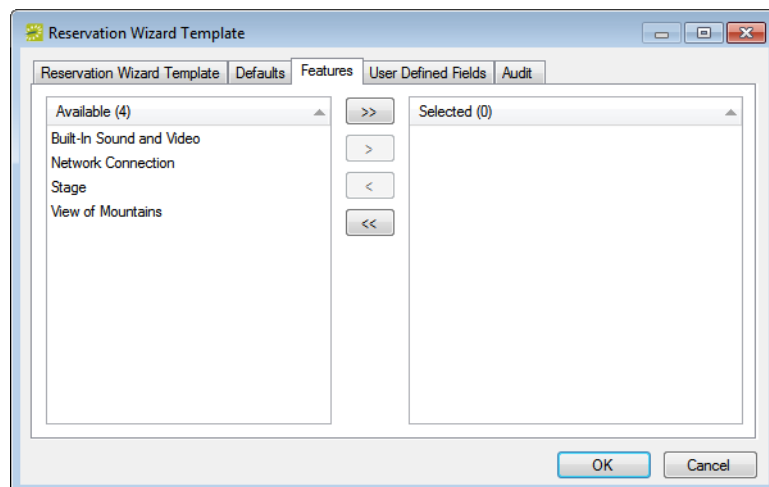 Reservation Wizard Template
Reservation Wizard Template Defaults Features User Defined Fields Audit
Available (4) >> Selected (0)
Built-In Sound and Video
>
Network Connection
Stage <
View of Mountains
<<
OK Cancel